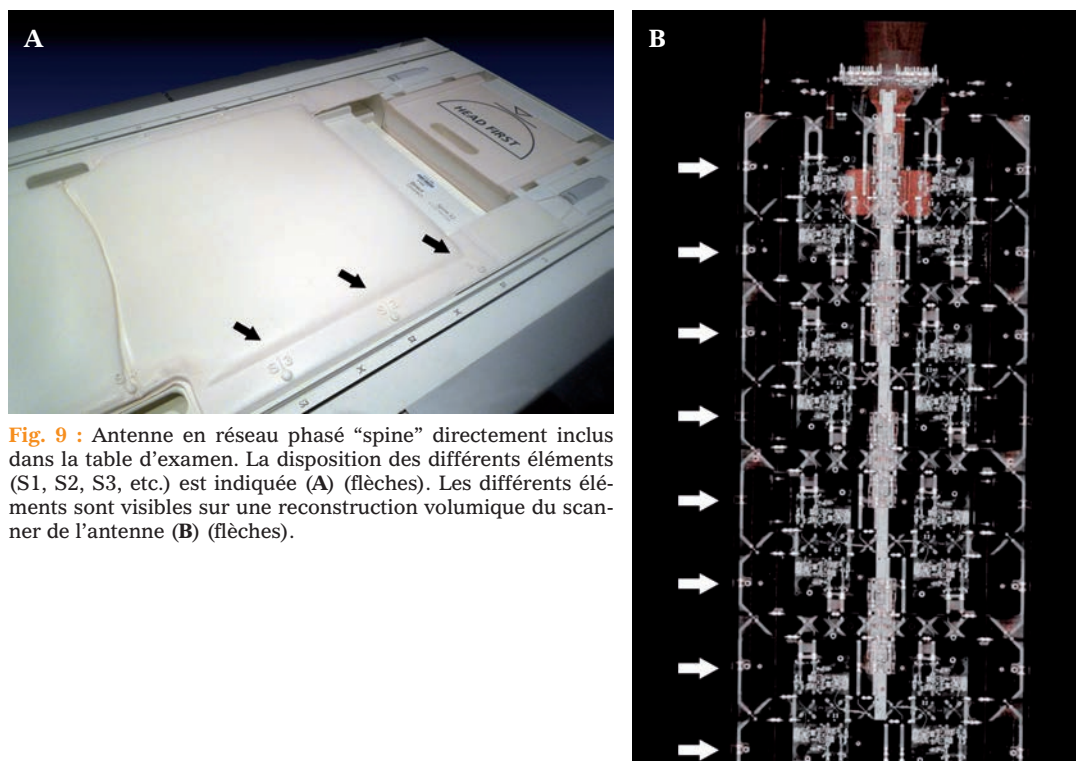 A
HEAD FIRST
S3
S2
B
Fig. 9 : Antenne en réseau phasé “spine” directement inclus
dans la table d’examen. La disposition des différents éléments
(S1, S2, S3, etc.) est indiquée (A) (flèches). Les différents élé-
ments sont visibles sur une reconstruction volumique du scan-
ner de l’antenne (B) (flèches).